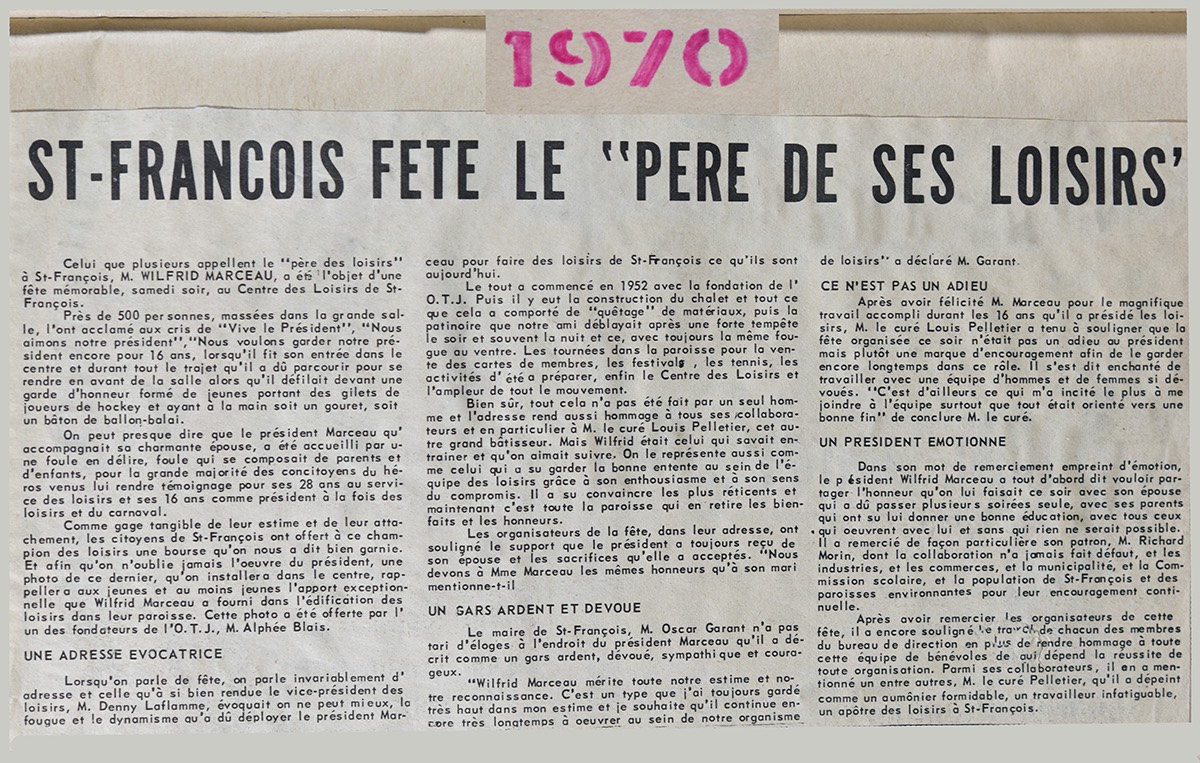 1970
ST-FRANCOIS FETE LE "PERE DE SES LOISIRS'
Celui que plusieurs appellent le "père des loisirs"
à St-François, M. WILFRID MARCEAU, a été l'objet d'une
fête mémorable, samedi soir, au Centre des Loisirs de St-
François.
Près de 500 personnes, massées dans la grande sal-
le, l'ont acclamé aux cris de "Vive le Président", "Nous
aimons notre président","Nous voulons garder notre pré-
sident encore pour 16 ans, lorsqu'il fit son entrée dans le
centre et durant tout le trajet qu'il a dû parcourir pour se
rendre en avant de la salle alors qu'il défilait devant une
garde d'honneur formé de jeunes portant des gilets de
joueurs de hockey et ayant à la main soit un gouret, soit
un bâton de ballon-balai.
On peut presque dire que le président Marceau qu'
accompagnait sa charmante épouse, a été accueilli par u-
ne foule en délire, foule qui se composait de parents et
d'enfants, pour la grande majorité des concitoyens du hé-
ros venus lui rendre témoignage pour ses 28 ans au servi-
ce des loisirs et ses 16 ans comme président à la fois des
loisirs et du carnaval.
Comme gage tangible de leur estime et de leur atta-
chement, les citoyens de St-François ont offert à ce cham-
pion des loisirs une bourse qu'on nous a dit bien garnie.
Et afin qu'on n'oublie jamais l'oeuvre du président, une
photo de ce dernier, qu'on installera dans le centre, rap-
pellera aux jeunes et au moins jeunes l'apport exception-
nelle que Wilfrid Marceau a fourni dans l'édification des
loisirs dans leur paroisse. Cette photo a été offerte par l'
un des fondateurs de l'O.T.J., M. Alphée Blais.
UNE ADRESSE EVOCATRICE
Lorsqu'on parle de fête, on parle invariablement d'
adresse et celle qu'à si bien rendue le vice-président des
loisirs, M. Denys Laflamme, évoquait on ne peut mieux, la
fougue et le dynamisme qu'a dû déployer le président Mar-
ceau pour faire des loisirs de St-François ce qu'ils sont
aujourd'hui.
Le tout a commencé en 1952 avec la fondation de l'
O.T.J. Puis il y eut la construction du chalet et tout ce
que cela a comporté de "quêtage" de matériaux, puis la
patinoire que notre ami déblayait après une forte tempête
le soir et souvent la nuit et ce, avec toujours la même fou-
gue au ventre. Les tournées dans la paroisse pour la ven-
te des cartes de membres, les festivals , les tennis, les
activités d'été à préparer, enfin le Centre des Loisirs et
l'ampleur de tout le mouvement.
Bien sûr, tout cela n'a pas été fait par un seul hom-
me et l'adresse rend aussi hommage à tous ses collabora-
teurs et en particulier à M. le curé Louis Pelletier, cet au-
tre grand bâtisseur. Mais Wilfrid était celui qui savait en-
trainer et qu'on aimait suivre. On le représente aussi com-
me celui qui a su garder la bonne entente au sein de l'é-
quipe des loisirs grâce à son enthousiasme et à son sens
du compromis. Il a su convaincre les plus réticents et
maintenant c'est toute la paroisse qui en retire les bien-
faits et les honneurs.
Les organisateurs de la fête, dans leur adresse, ont
souligné le support que le président a toujours reçu de
son épouse et les sacrifices qu'elle a acceptés. "Nous
devons à Mme Marceau les mêmes honneurs qu'à son mari
mentionne-t-il
UN GARS ARDENT ET DEVOUE
Le maire de St-François, M. Oscar Garant n'a pas
tari d'éloges à l'endroit du président Marceau qu'il a dé-
crit comme un gars ardent, dévoué, sympathique et coura-
geux.
"Wilfrid Marceau mérite toute notre estime et no-
tre reconnaissance. C'est un type que j'ai toujours gardé
très haut dans mon estime et je souhaite qu'il continue en-
core très longtemps à oeuvrer au sein de notre organisme
de loisirs" a déclaré M. Garant.
CE N'EST PAS UN ADIEU
Après avoir félicité M. Marceau pour le magnifique
travail accompli durant les 16 ans qu'il a présidé les loi-
sirs, M. le curé Louis Pelletier a tenu à souligner que la
fête organisée ce soir n'était pas un adieu au président
mais plutôt une marque d'encouragement afin de le garder
encore longtemps dans ce rôle. Il s'est dit enchanté de
travailler avec une équipe d'hommes et de femmes si dé-
voués. "C'est d'ailleurs ce qui m'a incité le plus à me
joindre à l'équipe surtout que tout était orienté vers une
bonne fin" de conclure M. le curé.
UN PRESIDENT EMOTIONNE
Dans son mot de remerciement empreint d'émotion,
le président Wilfrid Marceau a tout d'abord dit vouloir par-
tager l'honneur qu'on lui faisait ce soir avec son épouse
qui a dû passer plusieurs soirées seule, avec ses parents
qui ont su lui donner une bonne éducation, avec tous ceux
qui oeuvrent avec lui et sans qui rien ne serait possible.
Il a remercié de façon particulière son patron, M. Richard
Morin, dont la collaboration n'a jamais fait défaut, et les
industries, et les commerces, et la municipalité, et la Com-
mission scolaire, et la population de St-François et des
paroisses environnantes pour leur encouragement conti-
nuelle.
Après avoir remercier les organisateurs de cette
fête, il a encore souligné le travail de chacun des membres
du bureau de direction en plus de rendre hommage à toute
cette équipe de bénévoles de qui dépend la réussite de
toute organisation. Parmi ses collaborateurs, il en a men-
tionné un entre autres, M. le curé Pelletier, qu'il a dépeint
comme un aumônier formidable, un travailleur infatiguable,
un apôtre des loisirs à St-François.